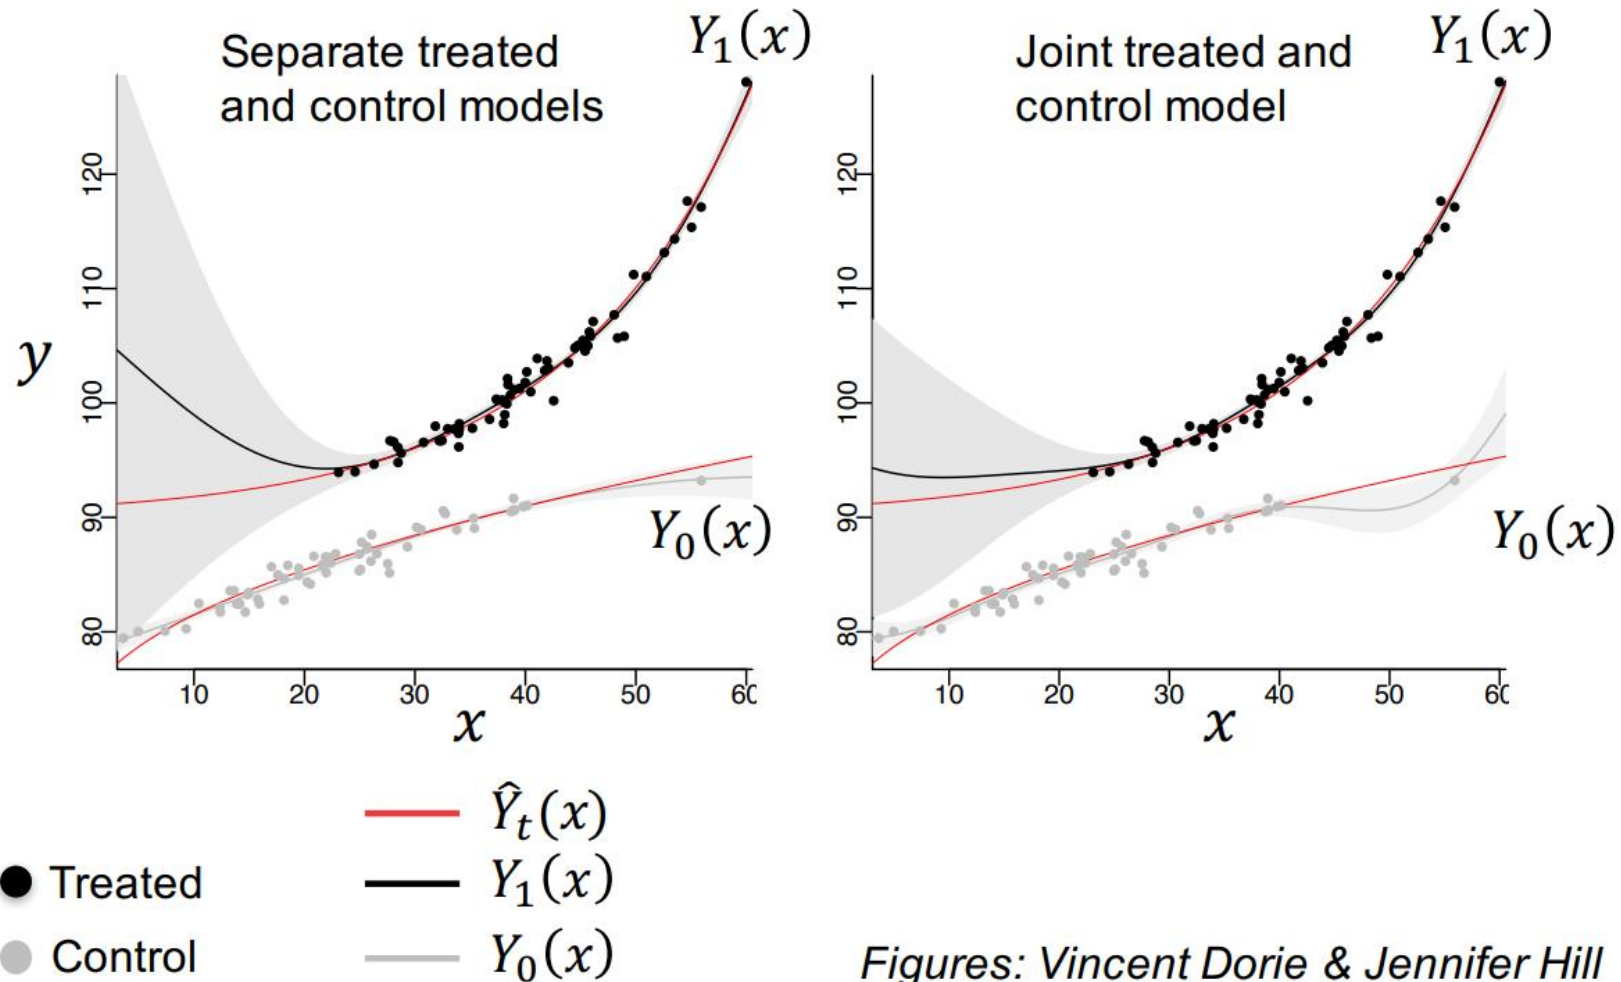 Separate treated
and control models
Y₁(x)
Joint treated and
control model
Y₁(x)
y
120
110
100
90
80
Y₀(x)
10 20 30 40 50 60
x
120
110
100
90
80
Y₀(x)
10 20 30 40 50 60
x
Ŷₜ(x)
Treated
Y₁(x)
Control
Y₀(x)
Figures: Vincent Dorie & Jennifer Hill